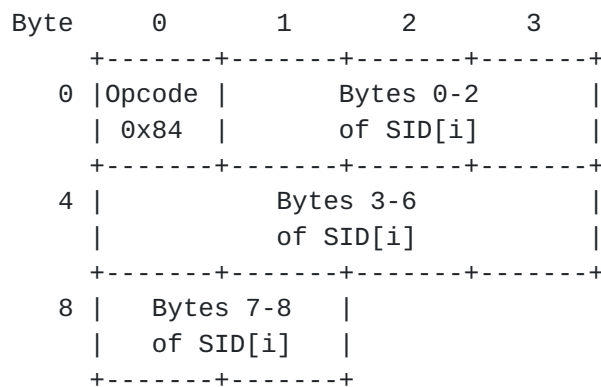 Byte 0 1 2 3
0 Opcode Bytes 0-2
0x84 of SID[i]
4 Bytes 3-6
of SID[i]
8 Bytes 7-8
of SID[i]